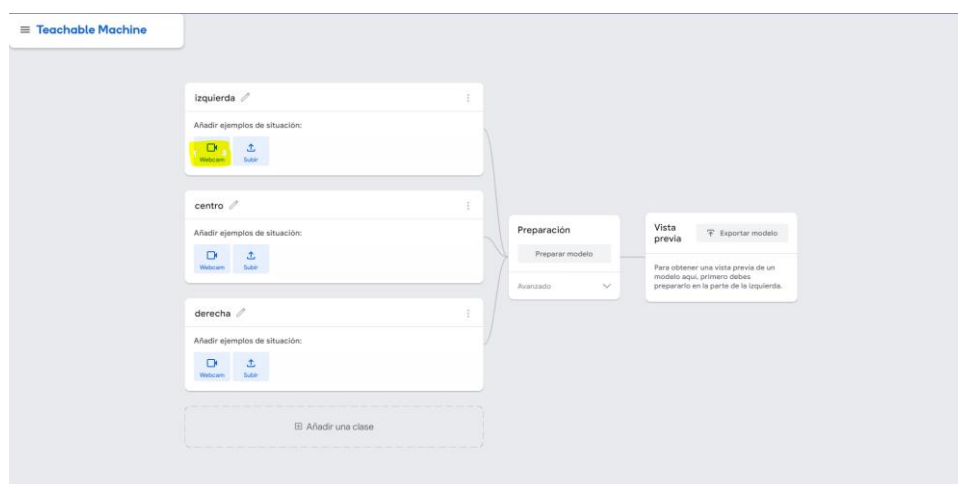 Teachable Machine
izquierda
Añadir ejemplos de situación:
Webcam Subir
centro
Añadir ejemplos de situación:
Webcam Subir
derecha
Añadir ejemplos de situación:
Webcam Subir
Añadir una clase
Preparación
Preparar modelo
Avanzado
Vista
previa
Exportar modelo
Para obtener una vista previa de un
modelo aquí, primero debes
prepararlo en la parte de la izquierda.